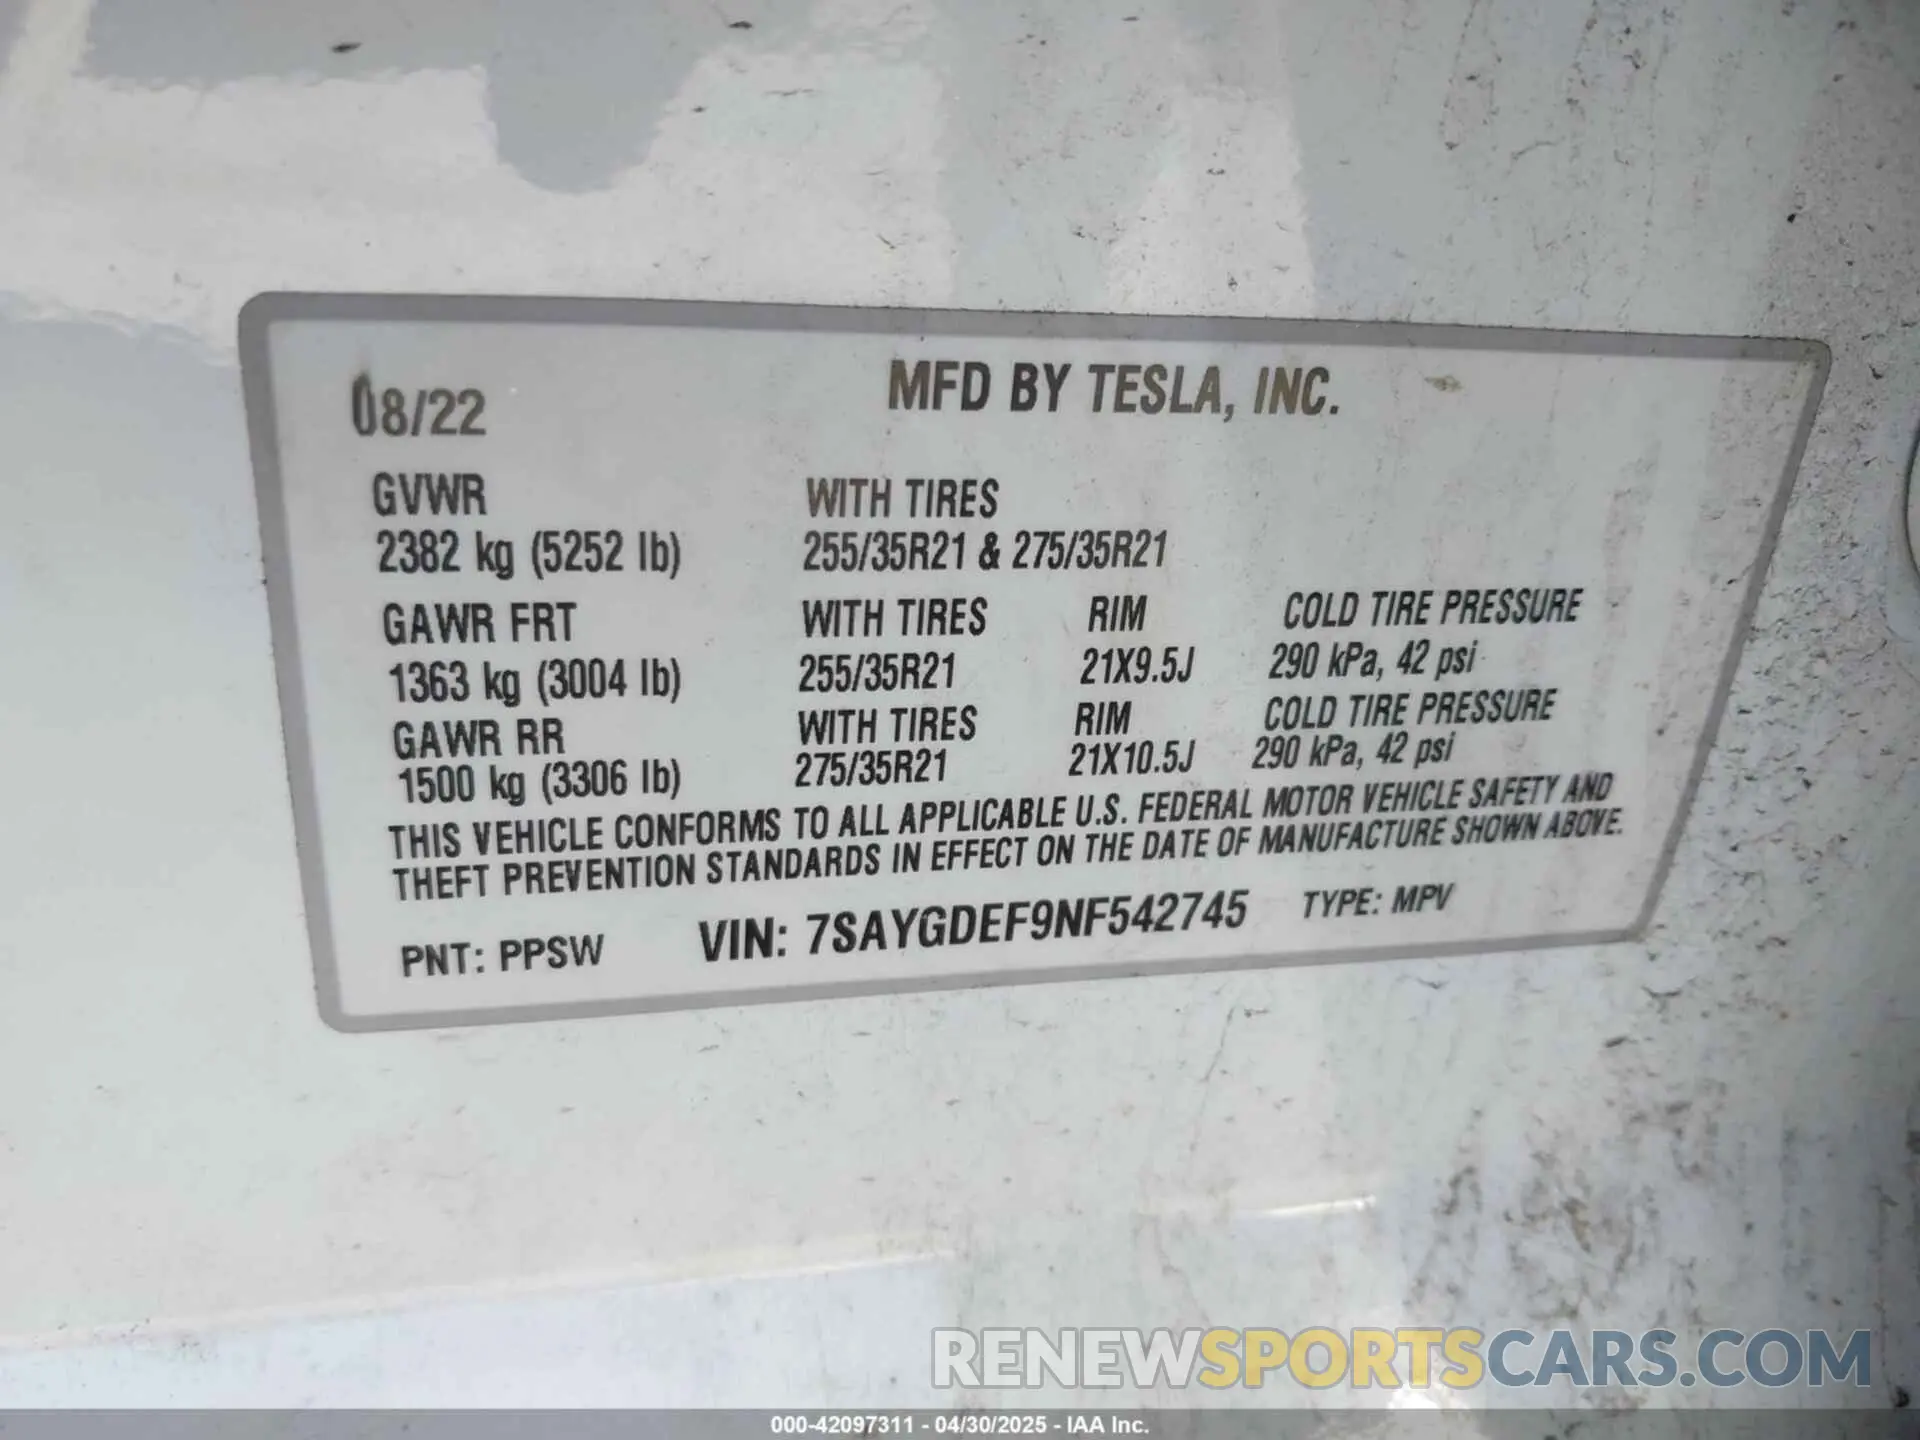 08/22 MFD BY TESLA, INC.
GVWR WITH TIRES
2382 kg (5252 lb) 255/35R21 & 275/35R21
GAWR FRT WITH TIRES RIM COLD TIRE PRESSURE
1363 kg (3004 lb) 255/35R21 21X9.5J 290 kPa, 42 psi
GAWR RR WITH TIRES RIM COLD TIRE PRESSURE
1500 kg (3306 lb) 275/35R21 21X10.5J 290 kPa, 42 psi
THIS VEHICLE CONFORMS TO ALL APPLICABLE U.S. FEDERAL MOTOR VEHICLE SAFETY AND
THEFT PREVENTION STANDARDS IN EFFECT ON THE DATE OF MANUFACTURE SHOWN ABOVE.
PNT: PPSW VIN: 7SAYGDEF9NF542745 TYPE: MPV
RENEWSPORTSCARS.COM
000-42097311 - 04/30/2025 - IAA Inc.